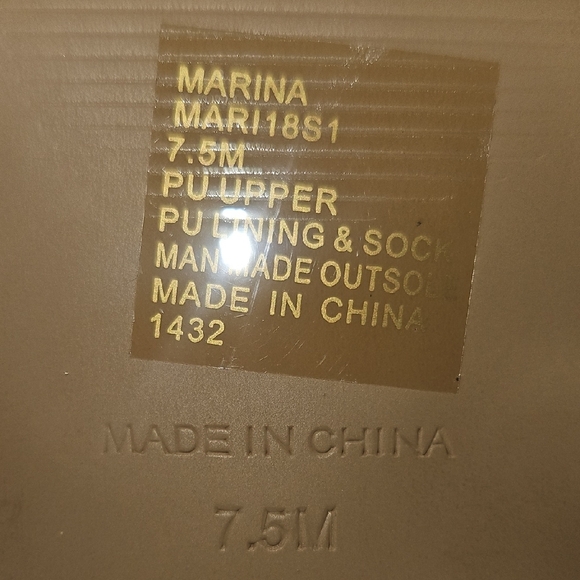 MARINA
MARI18S1
7.5M
PU UPPER
PU LINING & SOCK
MAN MADE OUTSOLE
MADE IN CHINA
1432
MADE IN CHINA
7.5M